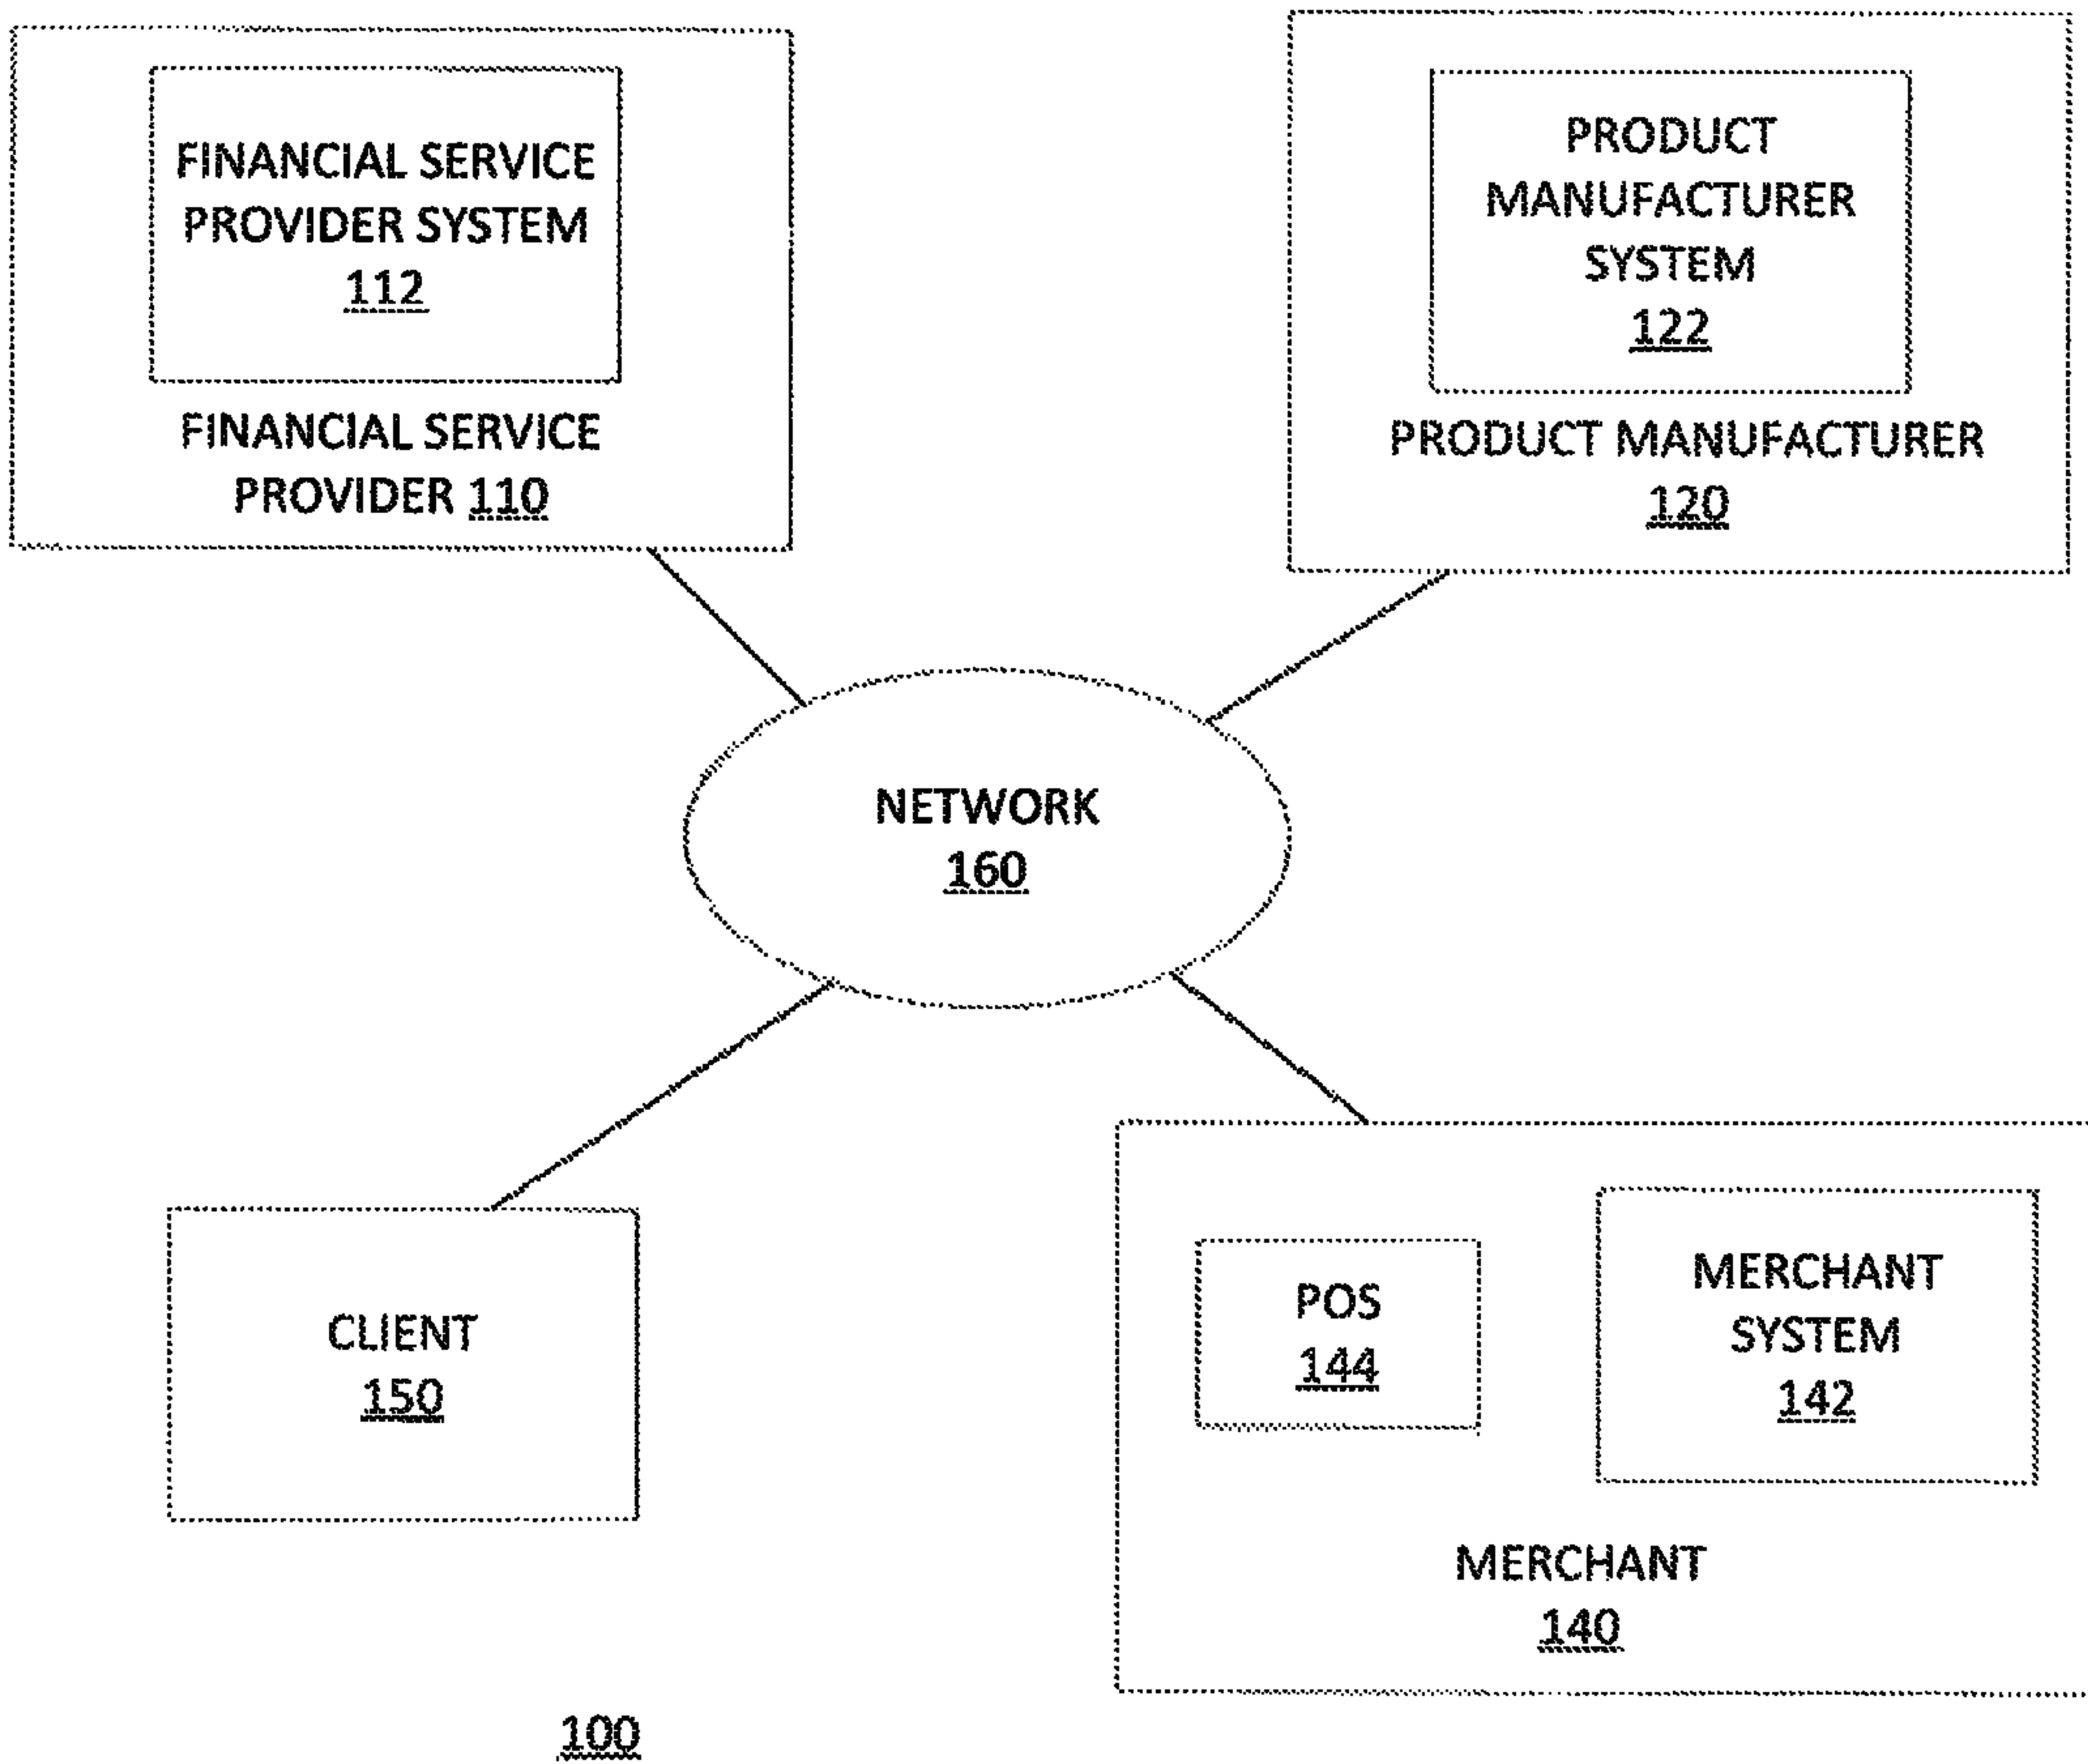 FINANCIAL SERVICE
PROVIDER SYSTEM
112
FINANCIAL SERVICE
PROVIDER 110
PRODUCT
MANUFACTURER
SYSTEM
122
PRODUCT MANUFACTURER
120
NETWORK
160
CLIENT
150
POS
144
MERCHANT
SYSTEM
142
MERCHANT
140
100